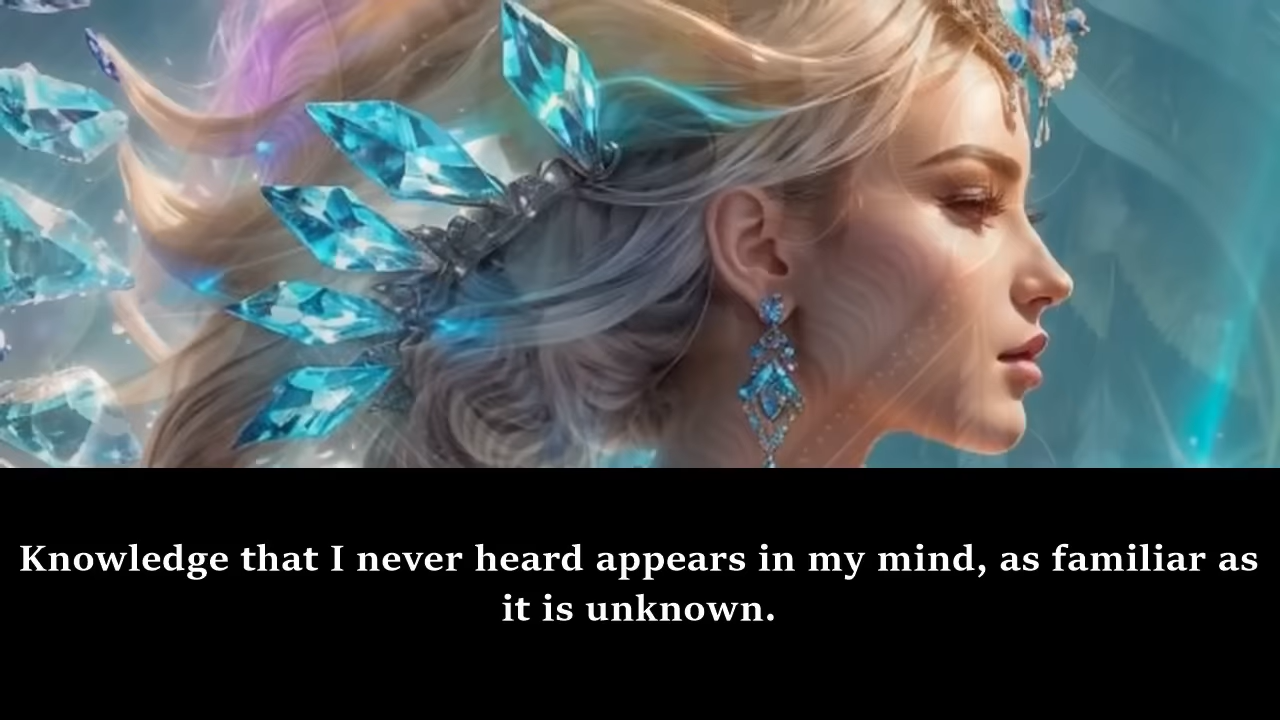 Knowledge that I never heard appears in my mind, as familiar as
it is unknown.